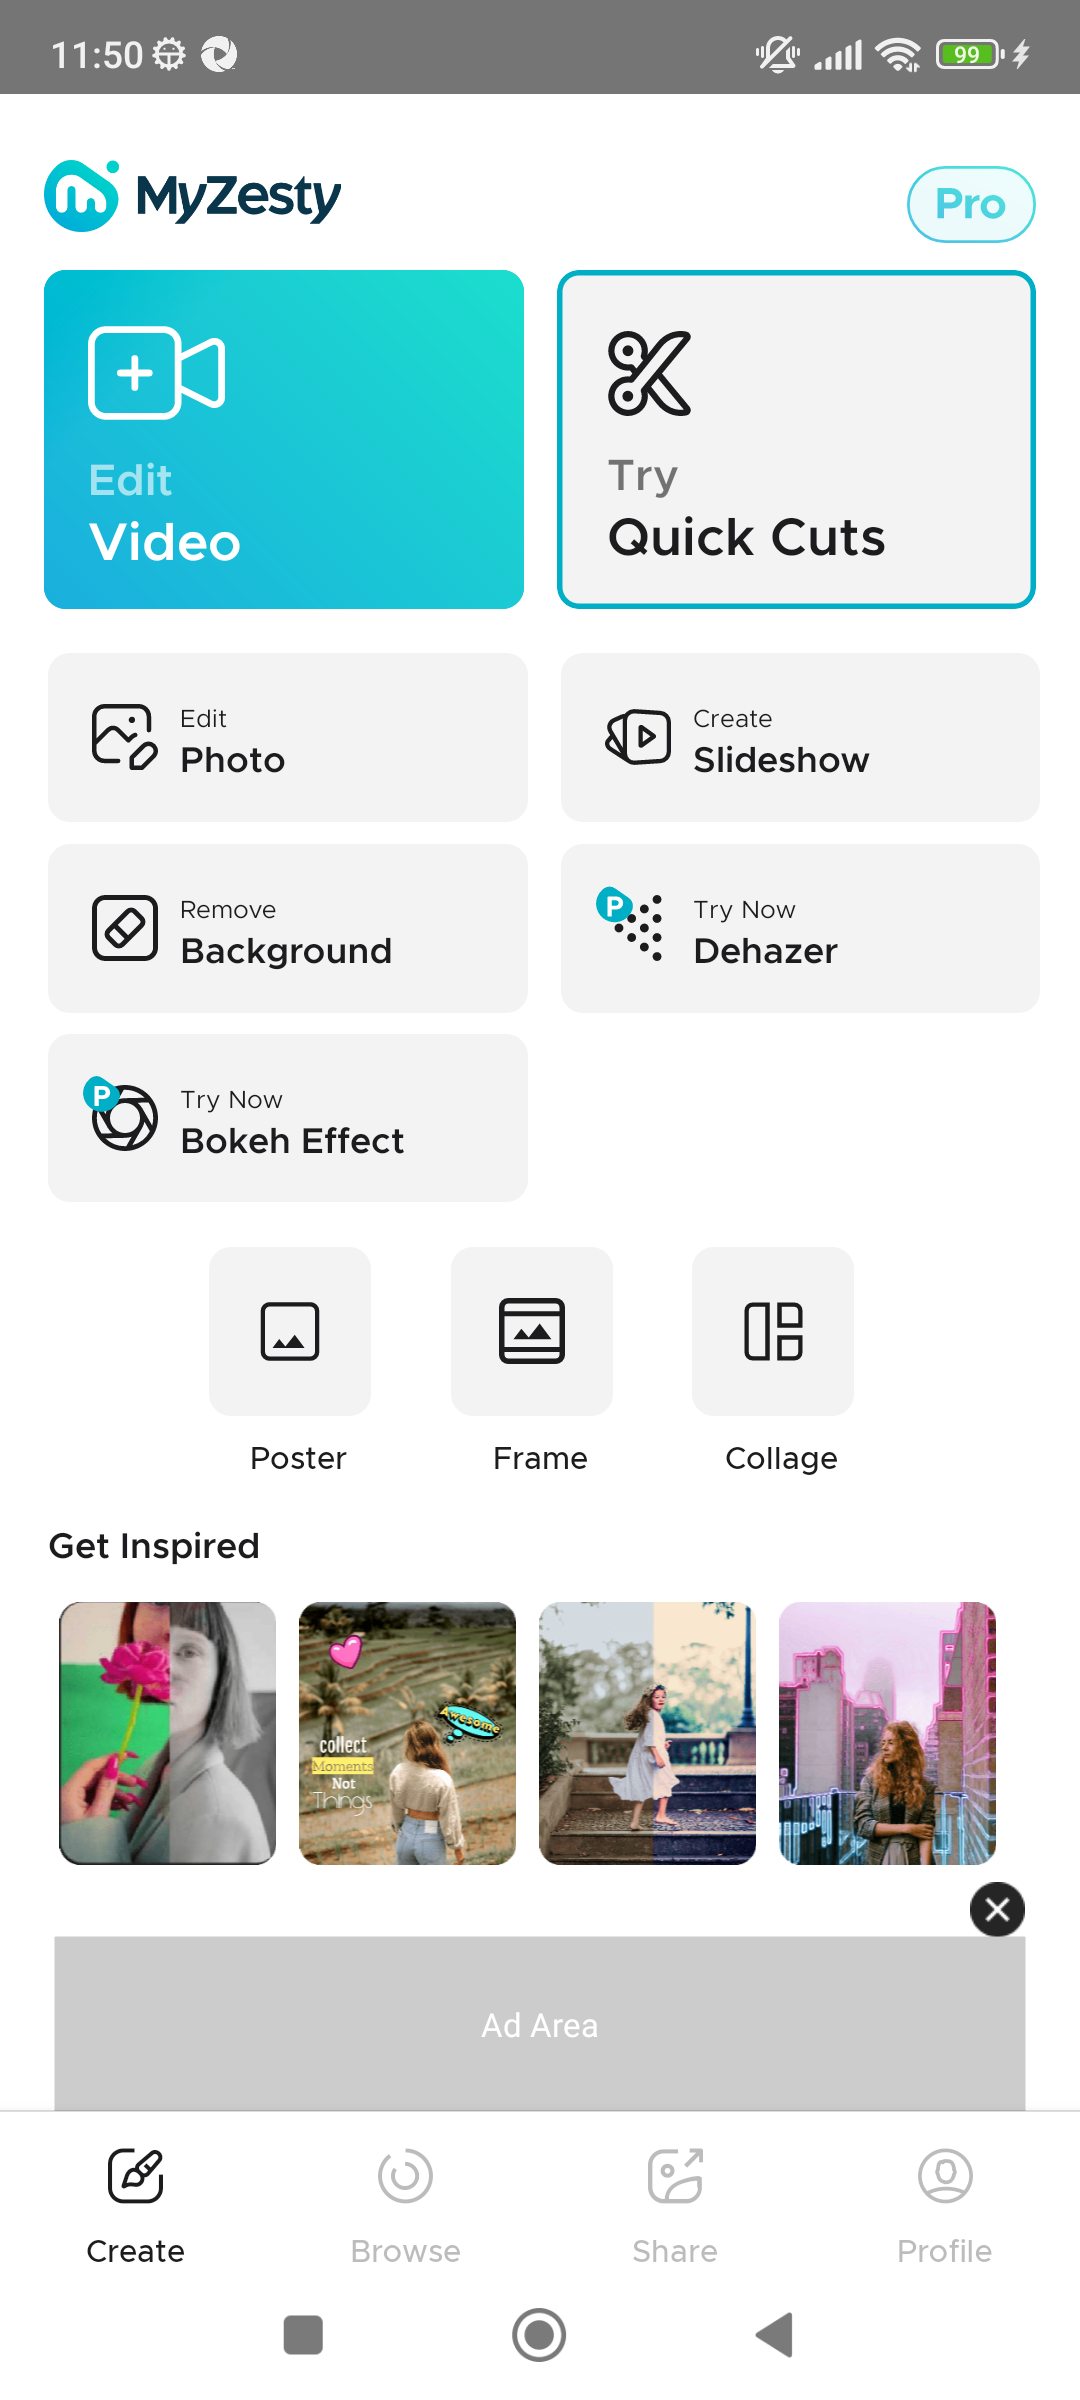 11:50
99
MyZesty
Pro
Edit
Video
Try
Quick Cuts
Edit
Photo
Create
Slideshow
Remove
Background
P
Try Now
Dehazer
P
Try Now
Bokeh Effect
Poster
Frame
Collage
Get Inspired
Awesome
collect
Moments
Not
Things
Ad Area
Create
Browse
Share
Profile